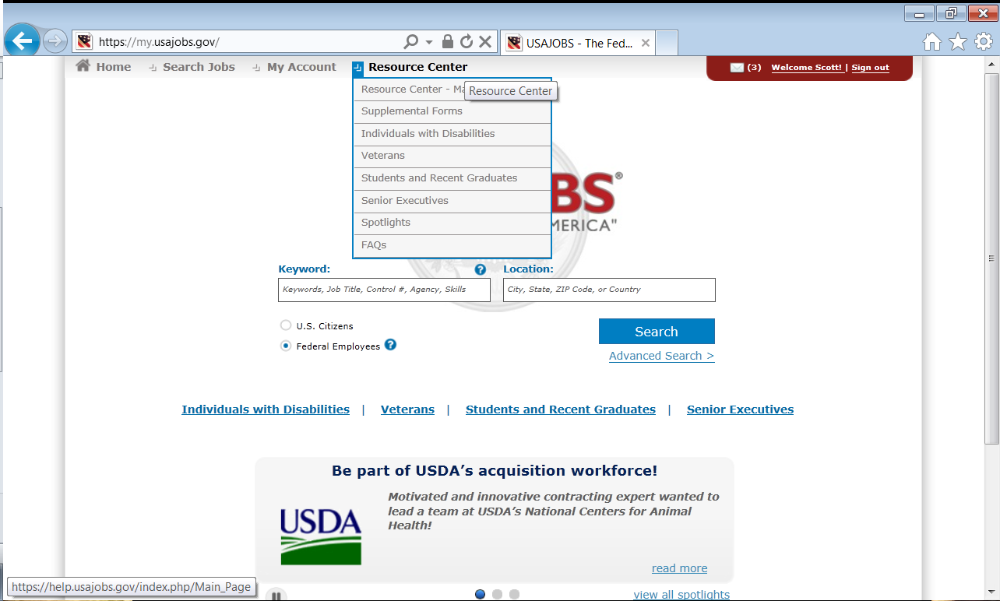 https://my.usajobs.gov/
USAJOBS - The Fed...
Home Search Jobs My Account Resource Center
(3) Welcome Scott! | Sign out
Resource Center - Ma
Resource Center
Supplemental Forms
Individuals with Disabilities
Veterans
Students and Recent Graduates
Senior Executives
Spotlights
FAQs
BS®
MERICA"
Keyword: ? Location:
Keywords, Job Title, Control #, Agency, Skills
City, State, ZIP Code, or Country
U.S. Citizens
Federal Employees ?
Search
Advanced Search >
Individuals with Disabilities | Veterans | Students and Recent Graduates | Senior Executives
Be part of USDA’s acquisition workforce!
USDA
Motivated and innovative contracting expert wanted to
lead a team at USDA’s National Centers for Animal
Health!
read more
https://help.usajobs.gov/index.php/Main_Page
view all spotlights